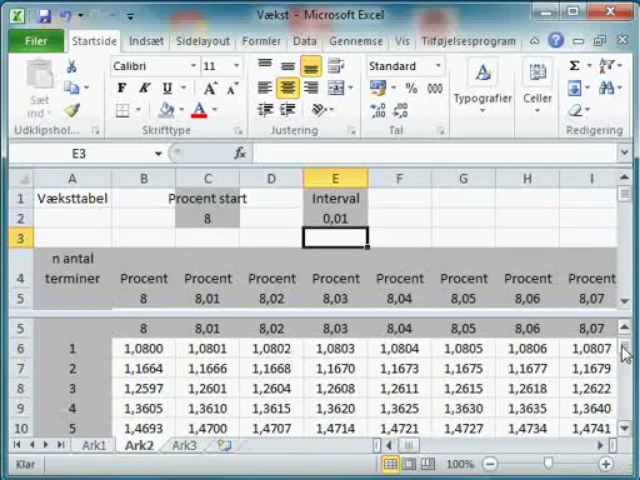 Vækst - Microsoft Excel
Filer Startside Indsæt Sidelayout Formler Data Gennemse Vis Tilføjelsesprogram
Sæt ind
Calibri 11
F K U
Standard
% 000
Typografier
Celler
Udklipshol... Skrifttype Justering Tal Redigering
E3 fx
A B C D E F G H I
1 Væksttabel Procent start Interval
2 8 0,01
3
n antal
4 terminer Procent Procent Procent Procent Procent Procent Procent Procent
5 8 8,01 8,02 8,03 8,04 8,05 8,06 8,07
5 8 8,01 8,02 8,03 8,04 8,05 8,06 8,07
6 1 1,0800 1,0801 1,0802 1,0803 1,0804 1,0805 1,0806 1,0807
7 2 1,1664 1,1666 1,1668 1,1670 1,1673 1,1675 1,1677 1,1679
8 3 1,2597 1,2601 1,2604 1,2608 1,2611 1,2615 1,2618 1,2622
9 4 1,3605 1,3610 1,3615 1,3620 1,3625 1,3630 1,3635 1,3640
10 5 1,4693 1,4700 1,4707 1,4714 1,4721 1,4727 1,4734 1,4741
Ark1 Ark2 Ark3
Klar 100%